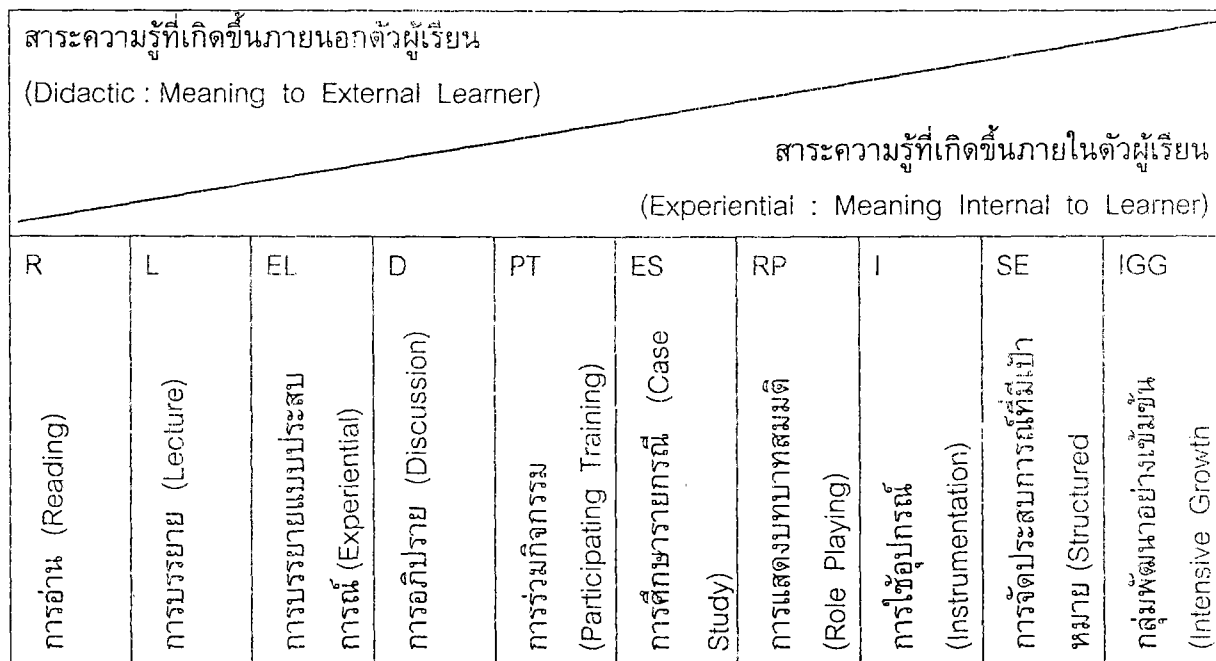 สาระความรู้ที่เกิดขึ้นภายนอกตัวผู้เรียน
(Didactic : Meaning to External Learner)
สาระความรู้ที่เกิดขึ้นภายในตัวผู้เรียน
(Experiential : Meaning Internal to Learner)
R
L
EL
D
PT
ES
RP
I
SE
IGG
การอ่าน (Reading)
การบรรยาย (Lecture)
การบรรยายแบบประสบ
การณ์ (Experiential)
การอภิปราย (Discussion)
การร่วมกิจกรรม
(Participating Training)
การศึกษารายกรณี (Case
Study)
การแสดงบทบาทสมมติ
(Role Playing)
การใช้อุปกรณ์
(Instrumentation)
การจัดประสบการณ์ที่มีเป้า
หมาย (Structured
กลุ่มพัฒนาอย่างเข้มข้น
(Intensive Growth